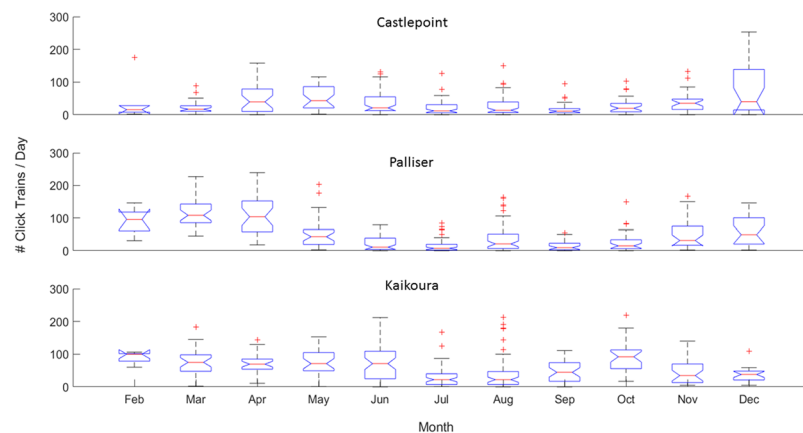 Castlepoint
300
200
100
0
Palliser
300
200
100
0
# Click Trains / Day
Kaikoura
300
200
100
0
Feb Mar Apr May Jun Jul Aug Sep Oct Nov Dec
Month